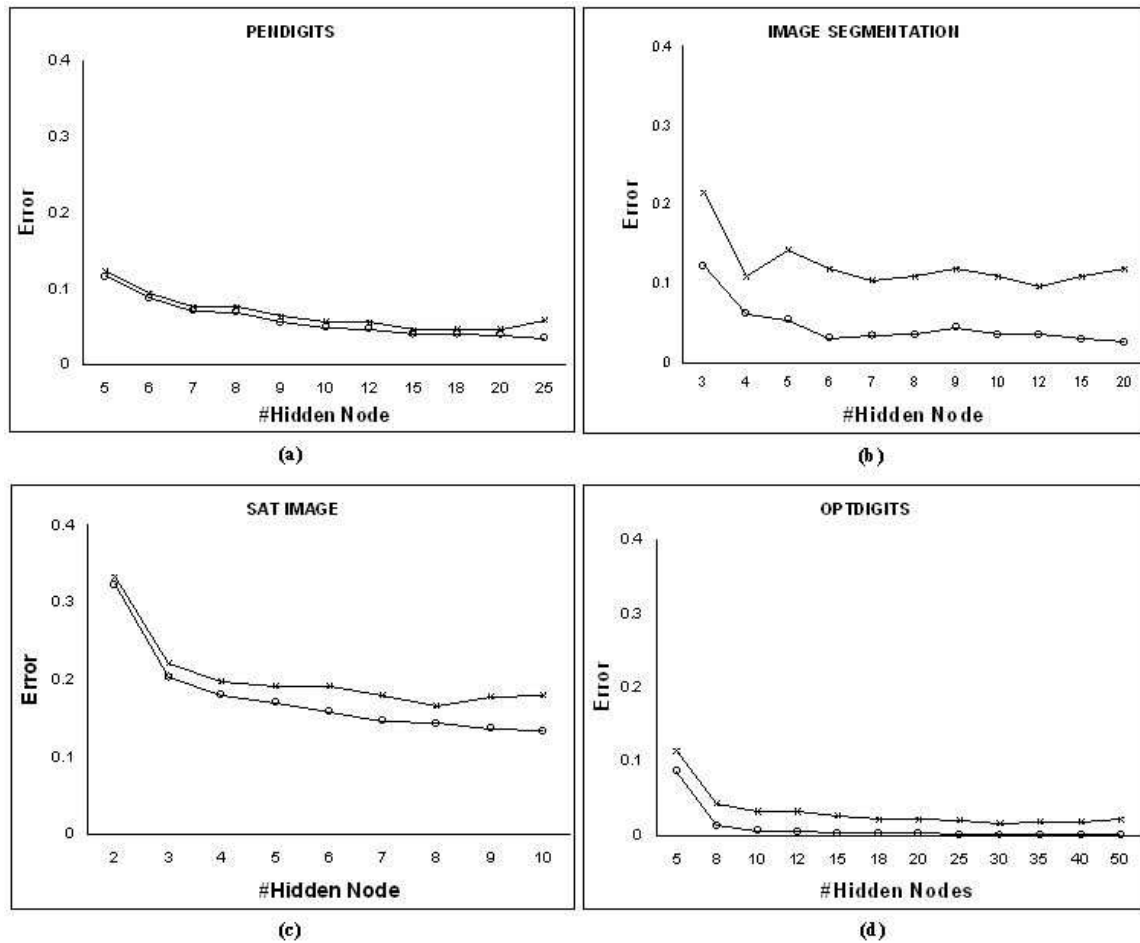 PENDIGITS
0.4
0.3
0.2
0.1
0
Error
5 6 7 8 9 10 12 15 18 20 25
#Hidden Node
(a)
IMAGE SEGMENTATION
0.4
0.3
0.2
0.1
0
Error
3 4 5 6 7 8 9 10 12 15 20
#Hidden Node
(b)
SAT IMAGE
0.4
0.3
0.2
0.1
0
Error
2 3 4 5 6 7 8 9 10
#Hidden Node
(c)
OPTDIGITS
0.4
0.3
0.2
0.1
0
Error
5 8 10 12 15 18 20 25 30 35 40 50
#Hidden Nodes
(d)